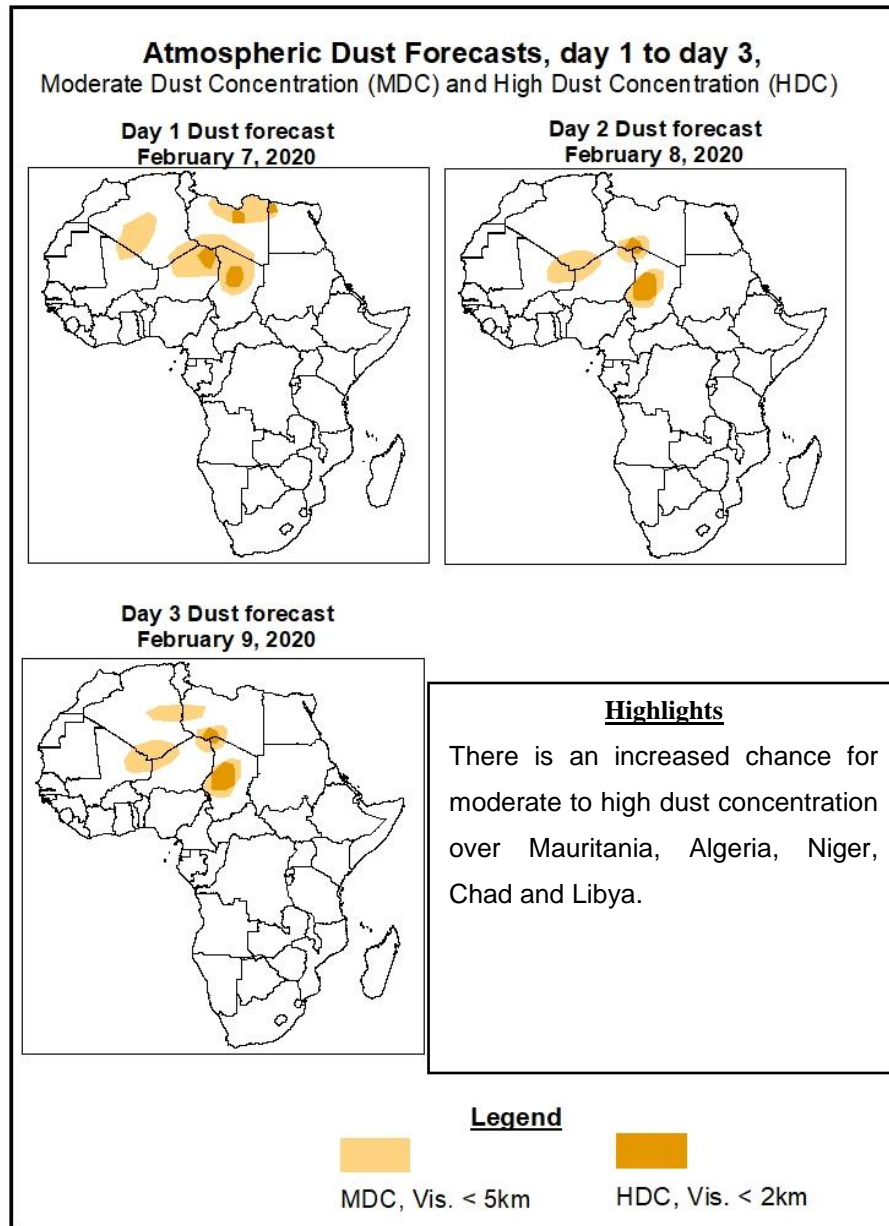 Atmospheric Dust Forecasts, day 1 to day 3,
Moderate Dust Concentration (MDC) and High Dust Concentration (HDC)
Day 1 Dust forecast
February 7, 2020
Day 2 Dust forecast
February 8, 2020
Day 3 Dust forecast
February 9, 2020
Highlights
There is an increased chance for
moderate to high dust concentration
over Mauritania, Algeria, Niger,
Chad and Libya.
Legend
MDC, Vis. < 5km
HDC, Vis. < 2km